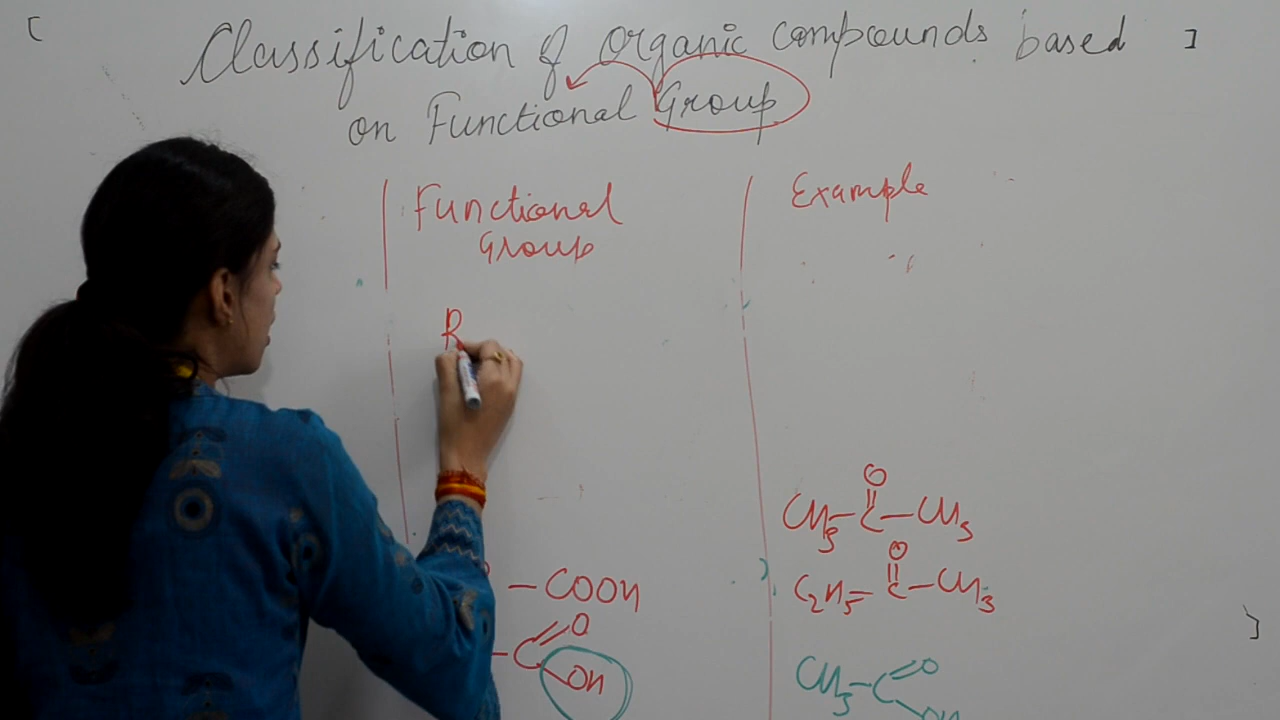 [ Classification of Organic compounds based ]
on Functional Group
Functional
Group
Example
R
O
CH3–C–CH3
O
C2H5–C–CH3
]
–COOH
–C=O
OH
CH3–C=O
OH